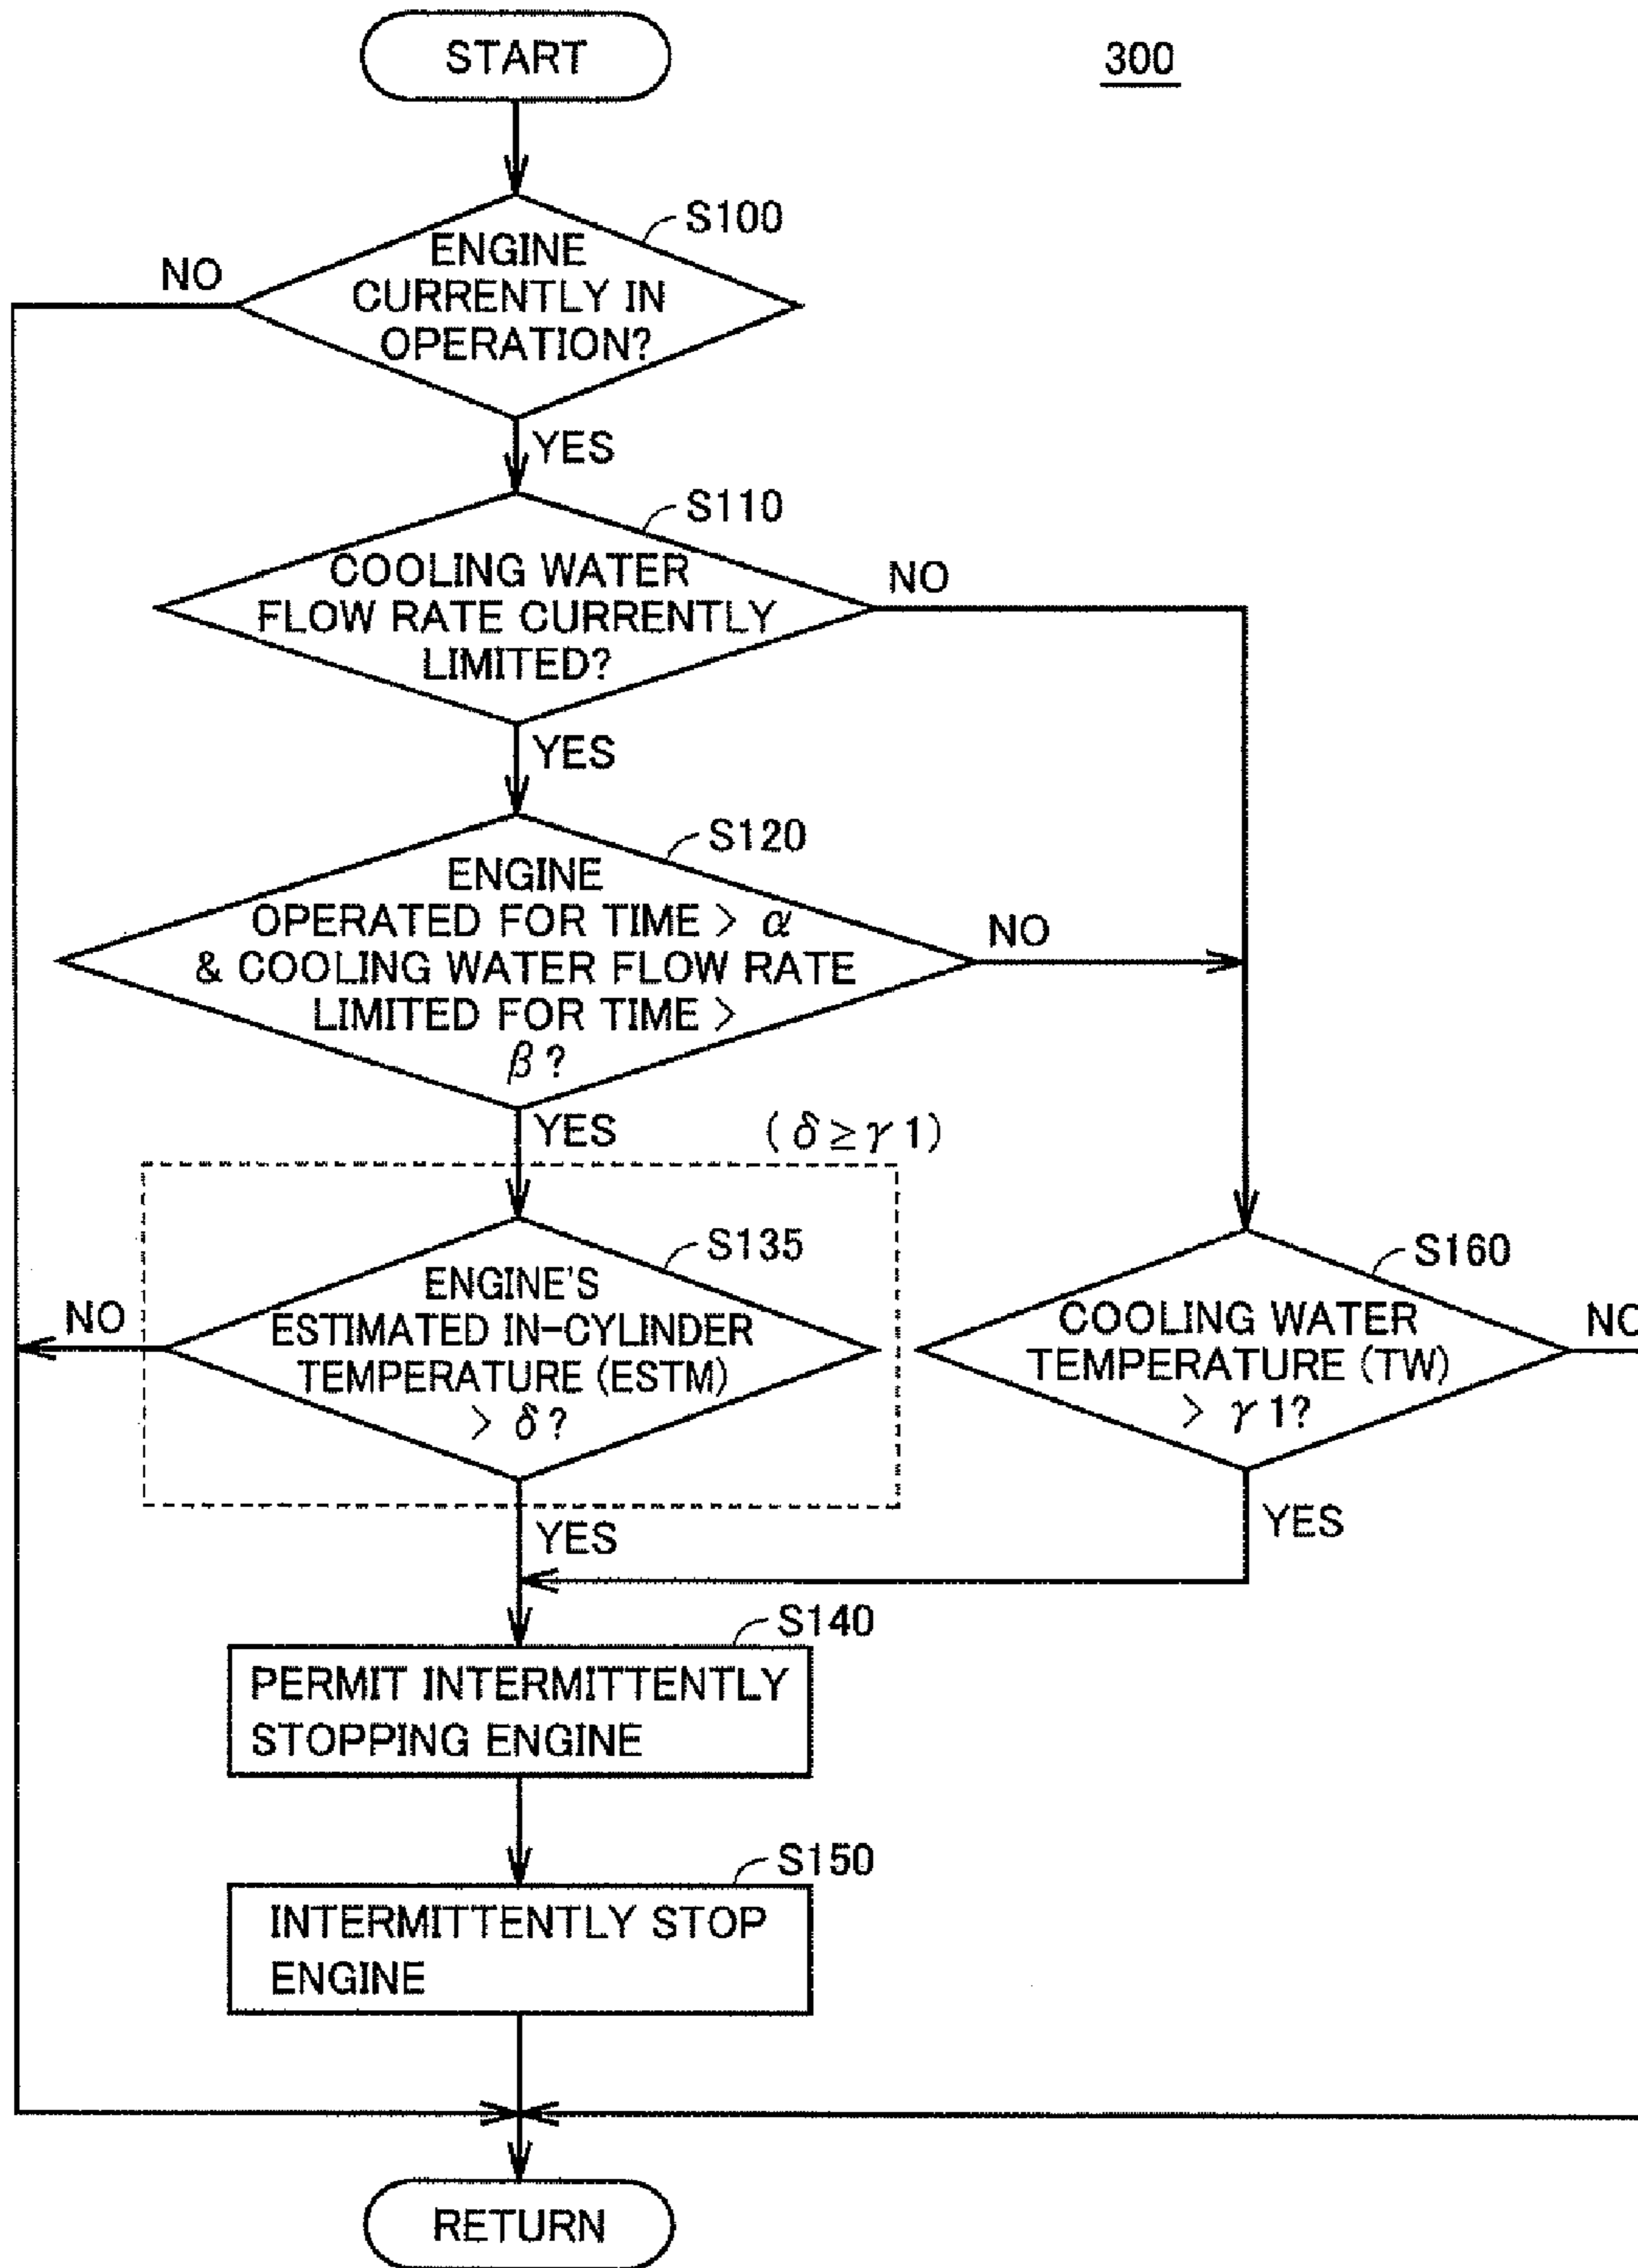 START
300
S100
NO
ENGINE
CURRENTLY IN
OPERATION?
YES
S110
COOLING WATER
FLOW RATE CURRENTLY
LIMITED?
NO
YES
S120
ENGINE
OPERATED FOR TIME > α
& COOLING WATER FLOW RATE
LIMITED FOR TIME >
β ?
NO
YES
( δ ≥ γ 1)
S135
ENGINE'S
ESTIMATED IN-CYLINDER
TEMPERATURE (ESTM)
> δ ?
NO
YES
S160
COOLING WATER
TEMPERATURE (TW)
> γ 1?
NO
YES
S140
PERMIT INTERMITTENTLY
STOPPING ENGINE
S150
INTERMITTENTLY STOP
ENGINE
RETURN